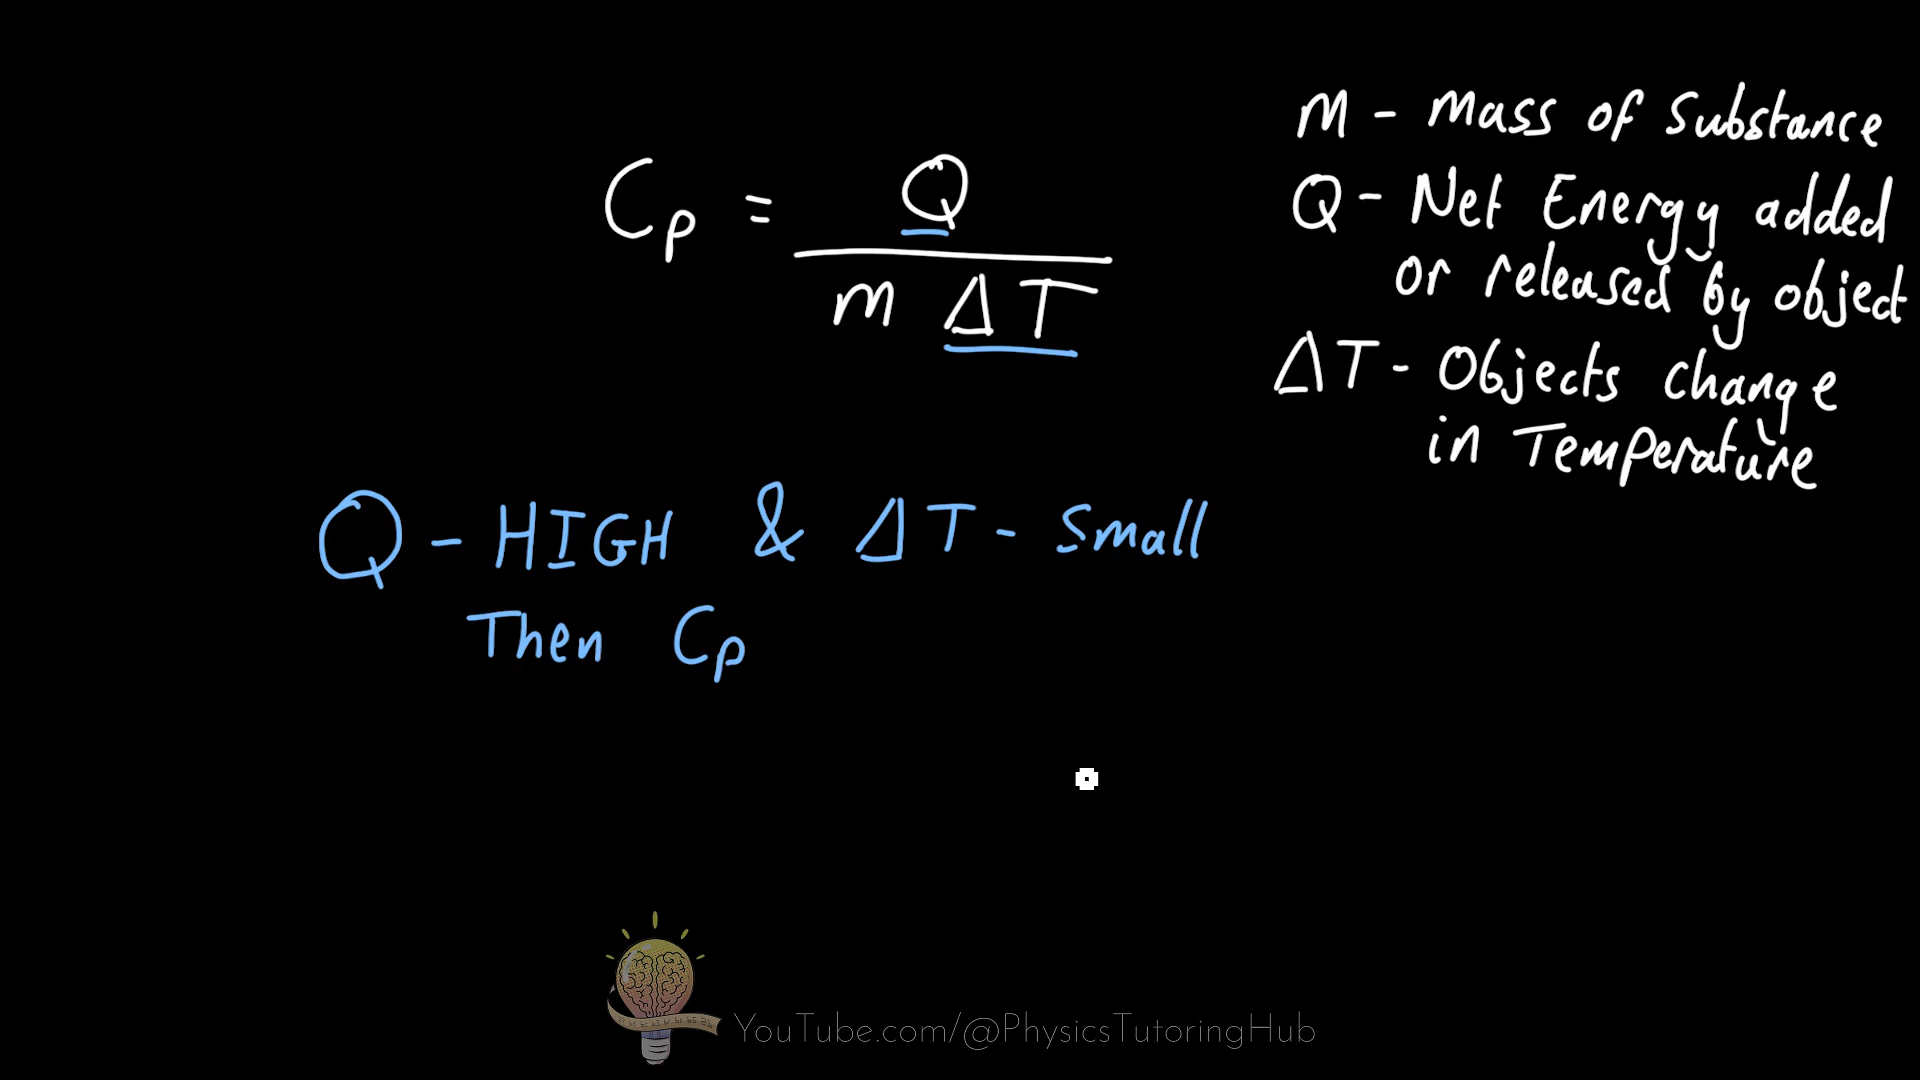 Cp = Q
m ΔT
m - Mass of Substance
Q - Net Energy added
or released by object
ΔT - Objects change
in Temperature
Q - HIGH & ΔT - Small
Then Cp
YouTube.com/@PhysicsTutoringHub